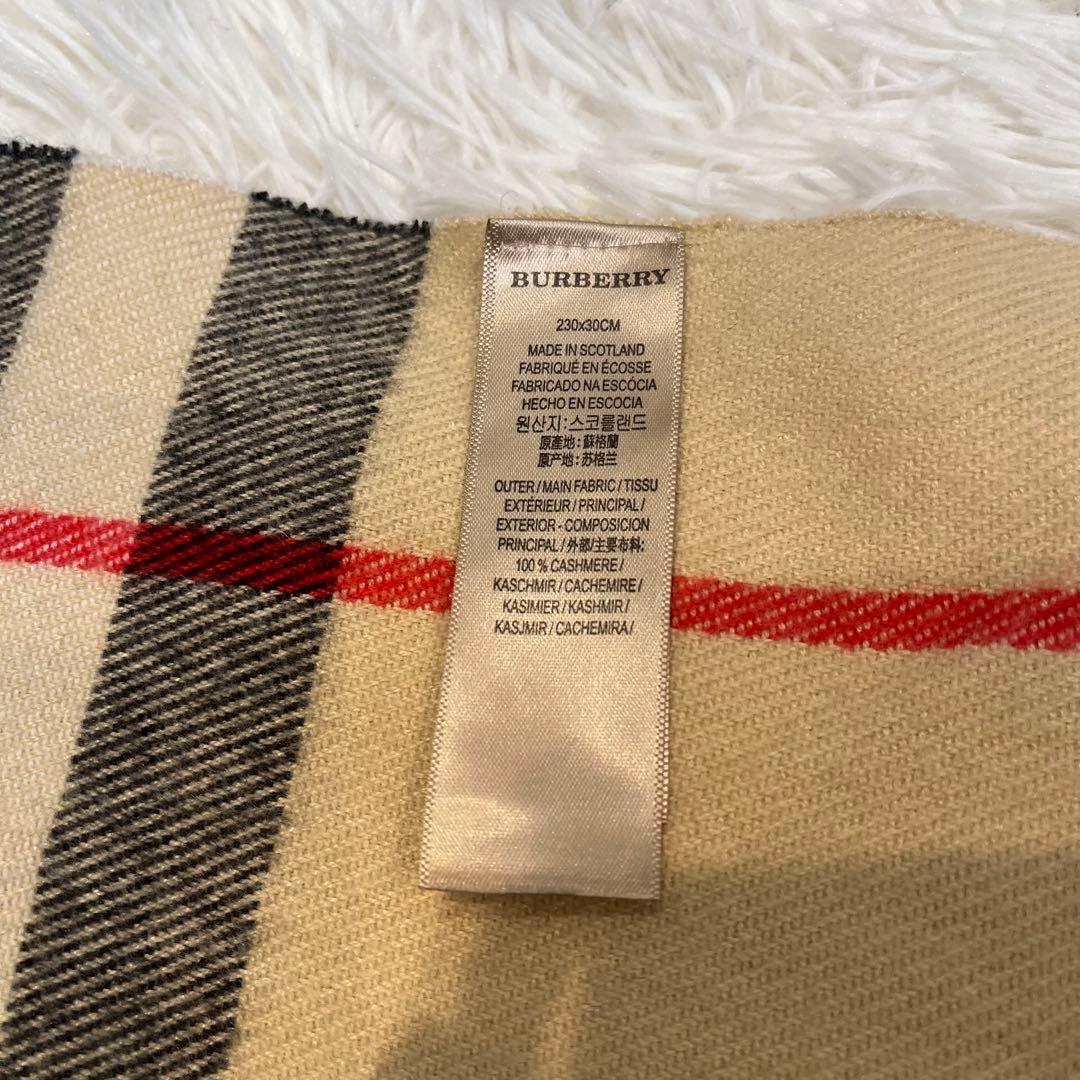 BURBERRY
230x30CM
MADE IN SCOTLAND
FABRIQUÉ EN ÉCOSSE
FABRICADO NA ESCÓCIA
HECHO EN ESCOCIA
원산지:스코틀랜드
原產地:蘇格蘭
原产地:苏格兰
OUTER/MAIN FABRIC/TISSU
EXTÉRIEUR/PRINCIPAL/
EXTERIOR-COMPOSICION
PRINCIPAL/外部/主要布料:
100% CASHMERE/
KASCHMIR/CACHEMIRE/
KASIMIER/KASHMIR/
KASJMIR/CACHEMIRA/